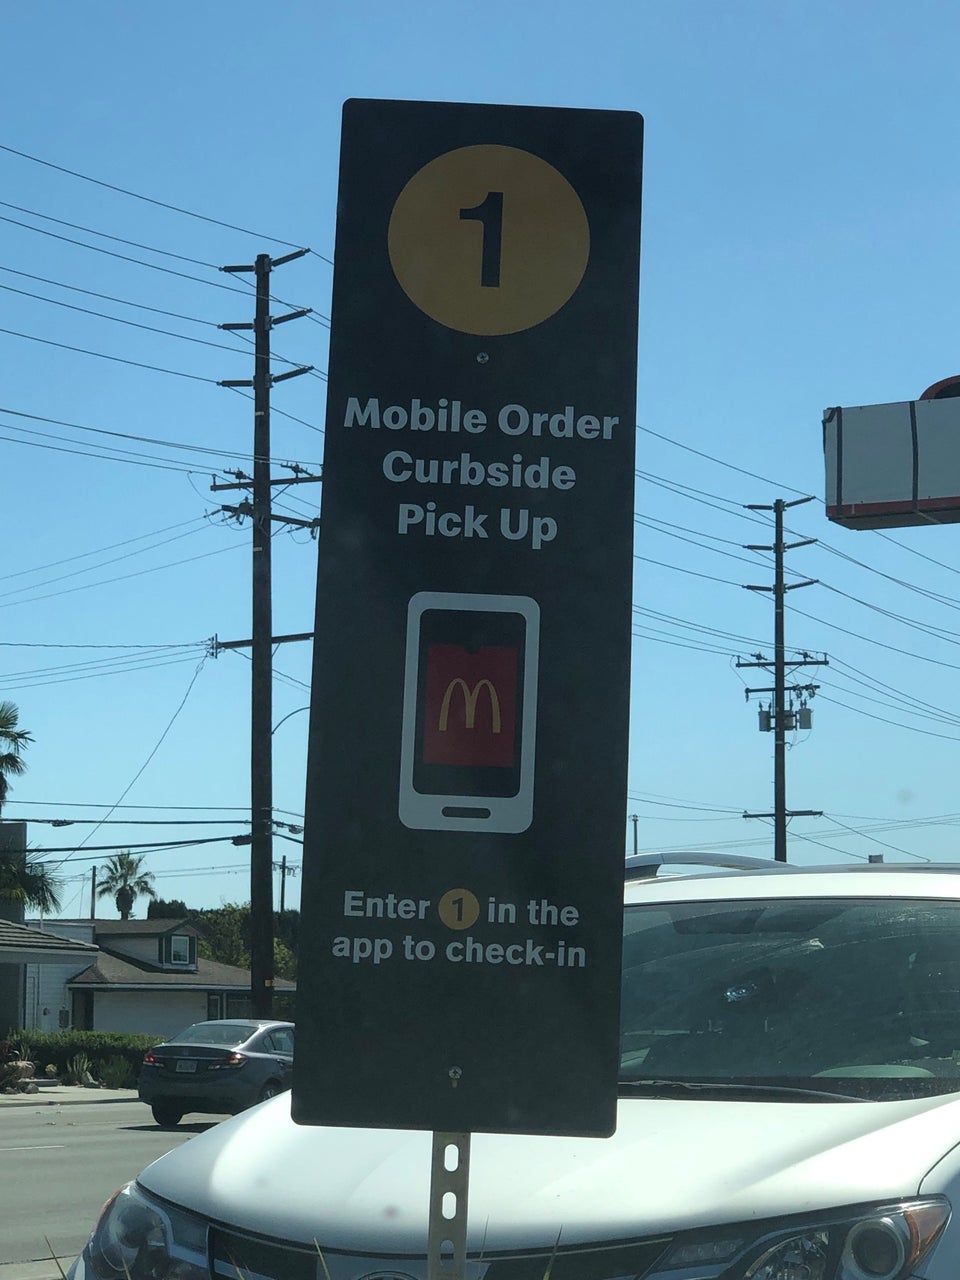 1
Mobile Order
Curbside
Pick Up
Enter 1 in the
app to check-in